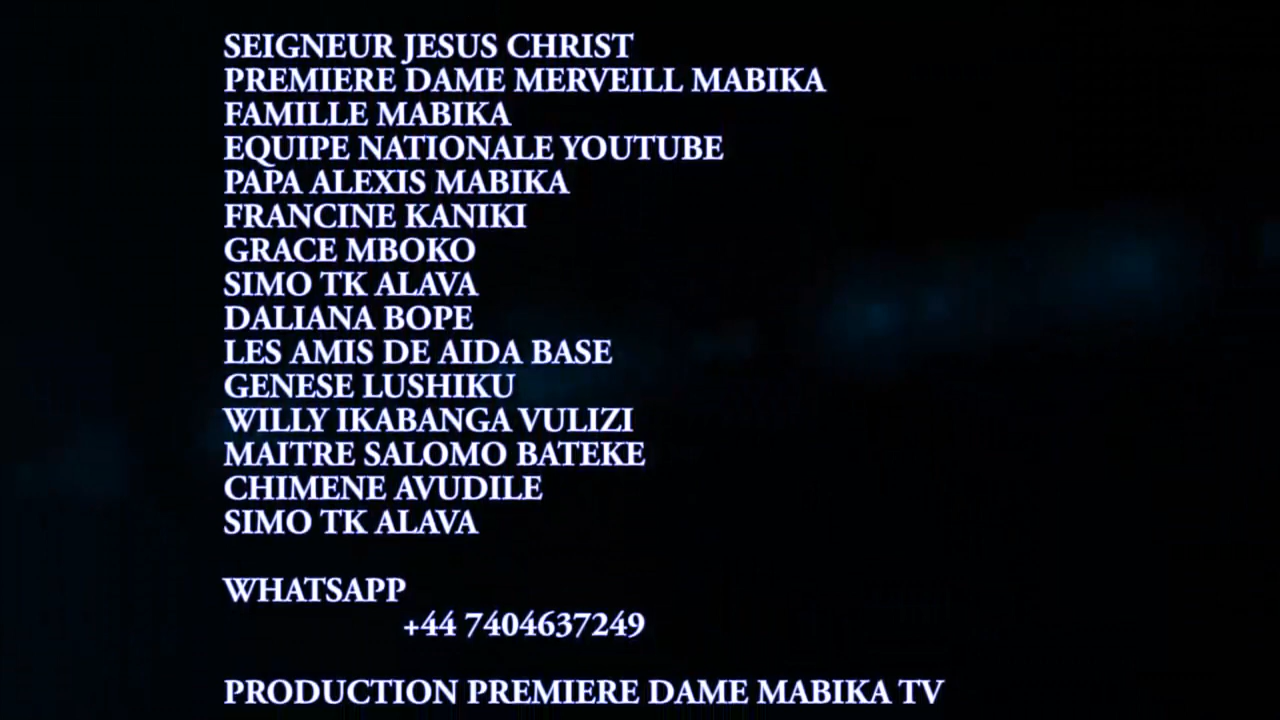 SEIGNEUR JESUS CHRIST
PREMIERE DAME MERVEILL MABIKA
FAMILLE MABIKA
EQUIPE NATIONALE YOUTUBE
PAPA ALEXIS MABIKA
FRANCINE KANIKI
GRACE MBOKO
SIMO TK ALAVA
DALIANA BOPE
LES AMIS DE AIDA BASE
GENESE LUSHIKU
WILLY IKABANGA VULIZI
MAITRE SALOMO BATEKE
CHIMENE AVUDILE
SIMO TK ALAVA
WHATSAPP
+44 7404637249
PRODUCTION PREMIERE DAME MABIKA TV